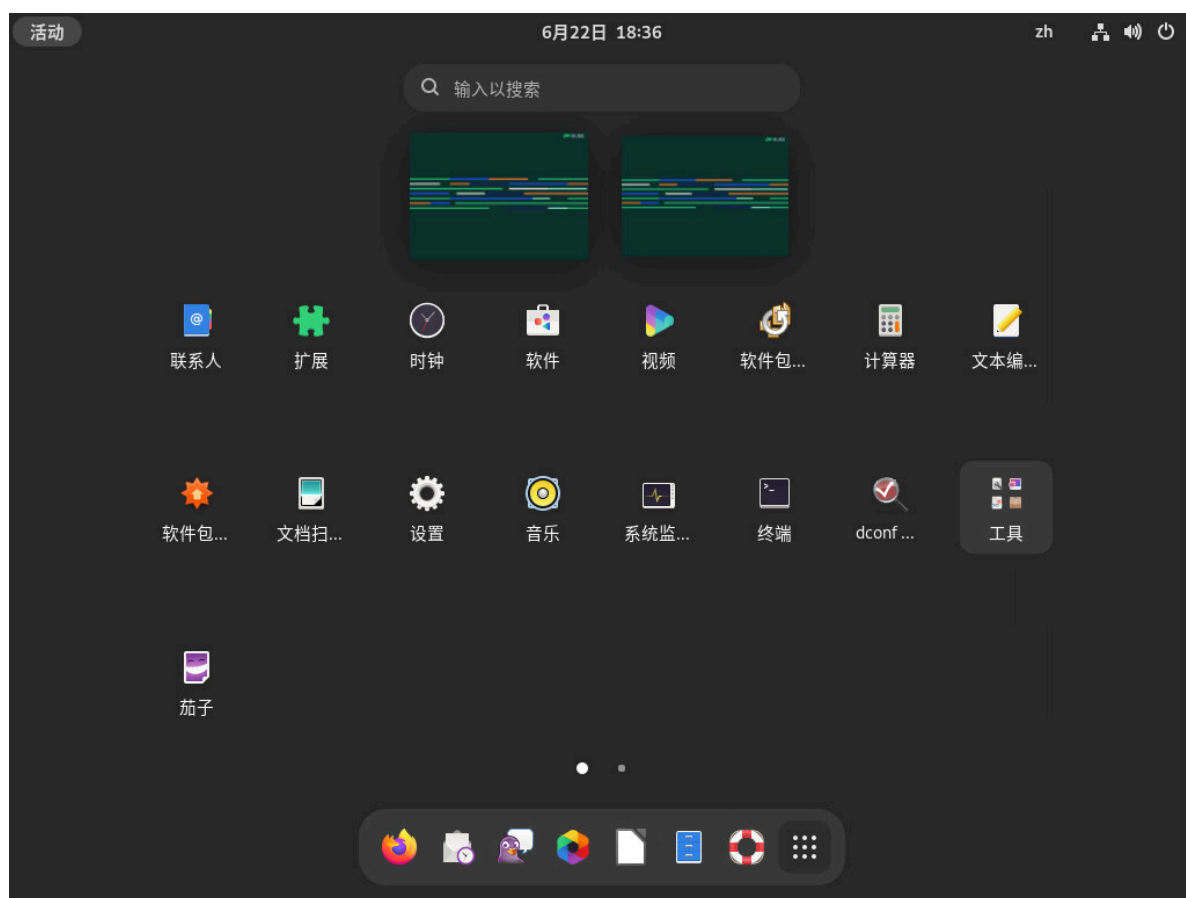 活动
6月22日 18∶36
zh
输入以搜索
联系人
扩展
时钟
软件
视频
软件包...
计算器
文本编...
软件包...
文档扫...
设置
音乐
系统监...
终端
dconf ...
工具
茄子